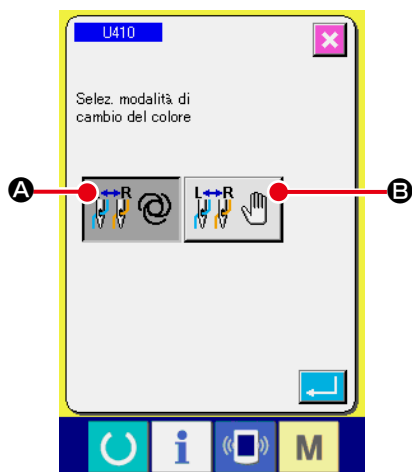 U410
Selez. modalità di
cambio del colore
A
L R
L R
B
i
M